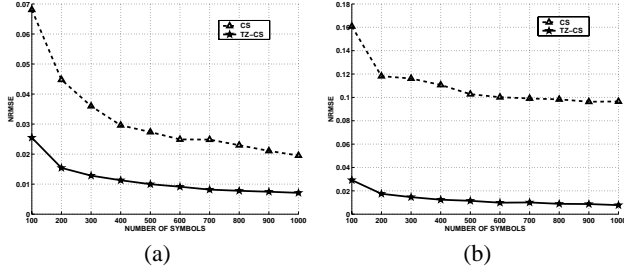 0.07
0.06
0.05
0.04
0.03
0.02
0.01
0
NRMSE
CS
TZ-CS
100 200 300 400 500 600 700 800 900 1000
NUMBER OF SYMBOLS
(a)
0.18
0.16
0.14
0.12
0.1
0.08
0.06
0.04
0.02
0
NRMSE
CS
TZ-CS
100 200 300 400 500 600 700 800 900 1000
NUMBER OF SYMBOLS
(b)